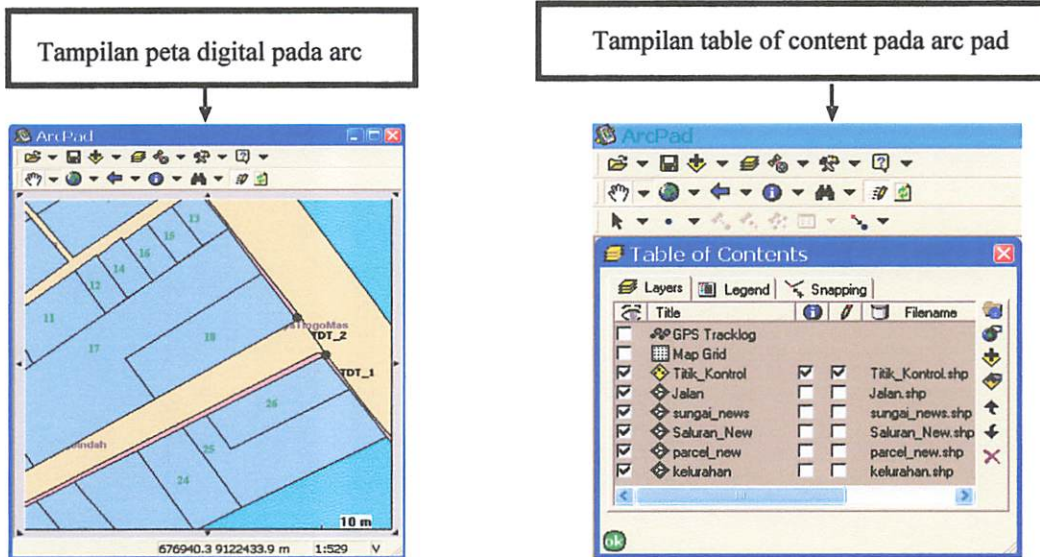 Tampilan peta digital pada arc
Tampilan table of content pada arc pad
ArcPad
13
15
16
14
12
11
17
18
TlogoMas
TDT_2
TDT_1
26
25
24
indah
10 m
676940.3 9122433.9 m 1:529 V
ArcPad
Table of Contents
Layers Legend Snapping
Title Filename
GPS Tracklog
Map Grid
Titik_Kontrol Titik_Kontrol.shp
Jalan Jalan.shp
sungai_news sungai_news.shp
Saluran_New Saluran_New.shp
parcel_new parcel_new.shp
kelurahan kelurahan.shp
ok